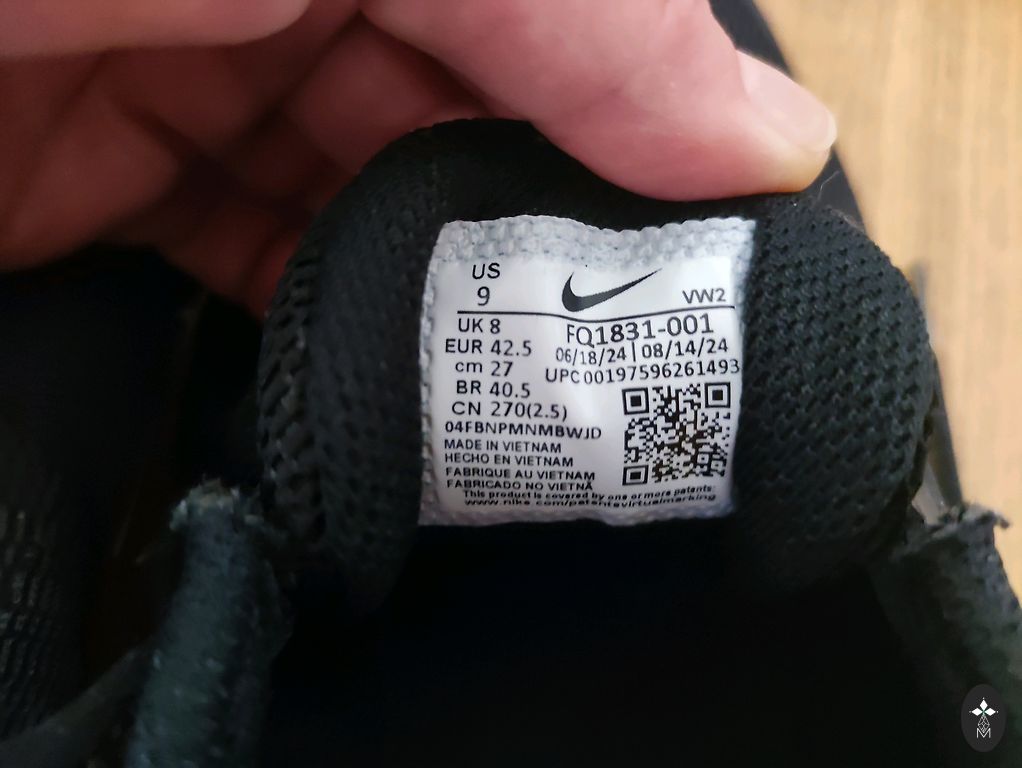 US
9
VW2
UK 8
EUR 42.5
cm 27
BR 40.5
CN 270(2.5)
04FBNPMNMBWJD
MADE IN VIETNAM
HECHO EN VIETNAM
FABRIQUE AU VIETNAM
FABRICADO NO VIETNÃ
FQ1831-001
06/18/24 | 08/14/24
UPC 00197596261493
This product is covered by one or more patents:
www.nike.com/patentsvirtualmarking
M